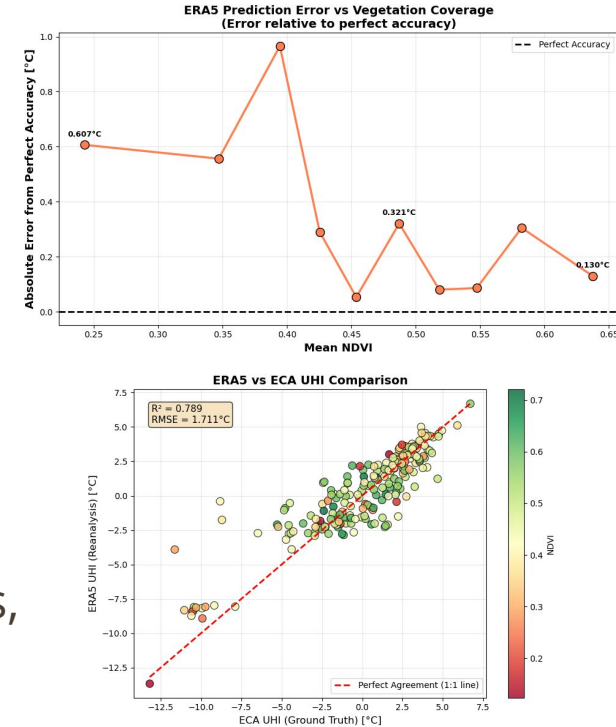 ERA5 Prediction Error vs Vegetation Coverage
(Error relative to perfect accuracy)
Absolute Error from Perfect Accuracy [°C]
1.0
0.8
0.6
0.4
0.2
0.0
Perfect Accuracy
0.607°C
0.321°C
0.130°C
0.25 0.30 0.35 0.40 0.45 0.50 0.55 0.60 0.65
Mean NDVI
ERA5 vs ECA UHI Comparison
R² = 0.789
RMSE = 1.711°C
ERA5 UHI (Reanalysis) [°C]
7.5
5.0
2.5
0.0
−2.5
−5.0
−7.5
−10.0
−12.5
Perfect Agreement (1:1 line)
−12.5 −10.0 −7.5 −5.0 −2.5 0.0 2.5 5.0 7.5
ECA UHI (Ground Truth) [°C]
0.7
0.6
0.5
0.4
0.3
0.2
NDVI
s,